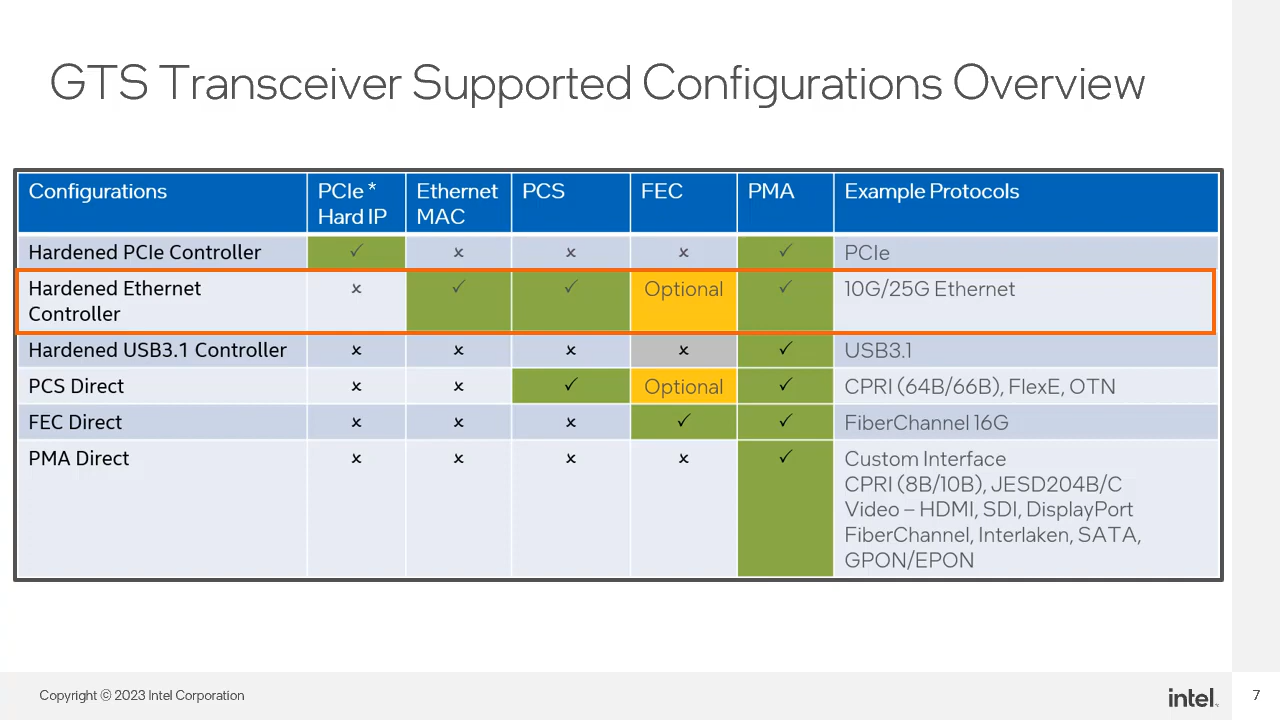 GTS Transceiver Supported Configurations Overview
Configurations PCIe * Hard IP Ethernet MAC PCS FEC PMA Example Protocols
Hardened PCIe Controller ✓ × × × ✓ PCIe
Hardened Ethernet Controller × ✓ ✓ Optional ✓ 10G/25G Ethernet
Hardened USB3.1 Controller × × × × ✓ USB3.1
PCS Direct × × ✓ Optional ✓ CPRI (64B/66B), FlexE, OTN
FEC Direct × × × ✓ ✓ FiberChannel 16G
PMA Direct × × × × ✓ Custom Interface
CPRI (8B/10B), JESD204B/C
Video – HDMI, SDI, DisplayPort
FiberChannel, Interlaken, SATA,
GPON/EPON
Copyright © 2023 Intel Corporation
intel.
7